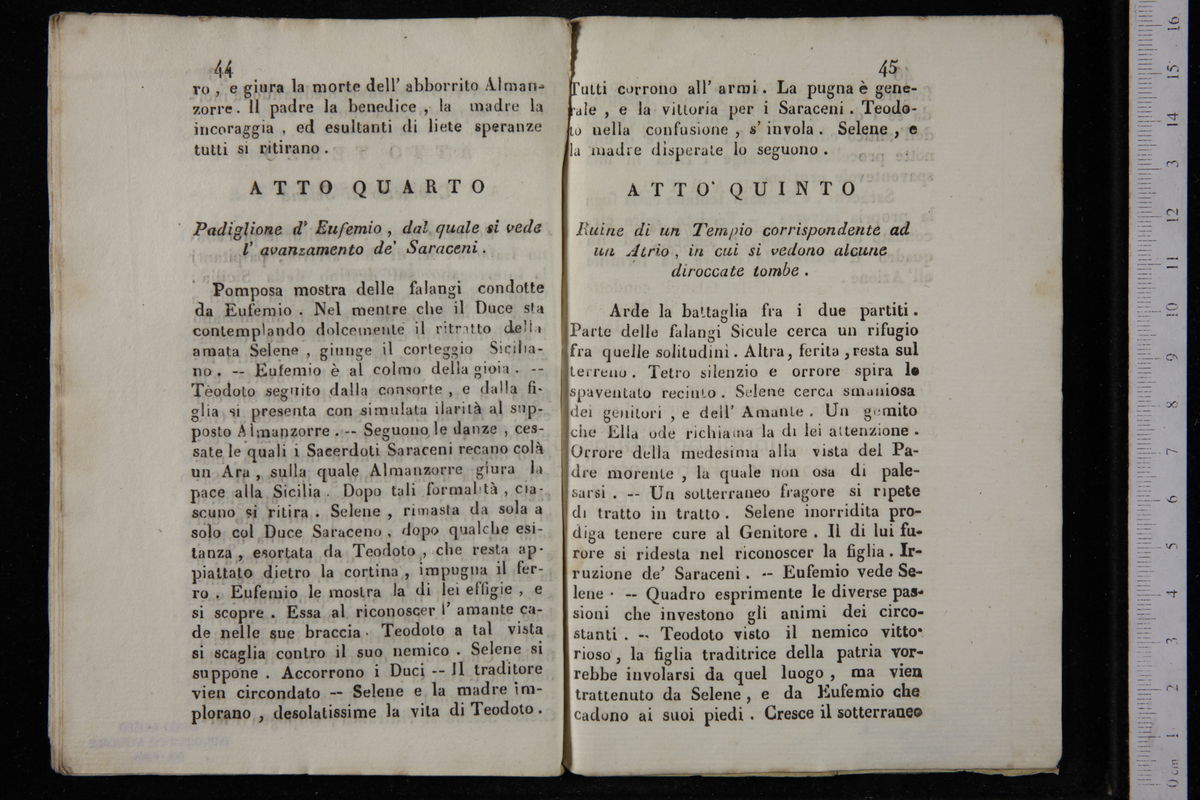 44
ro , e giura la morte dell' abborrito Alman-
zorre. Il padre la benedice , la madre la
incoraggia , ed esultanti di liete speranze
tutti si ritirano .
ATTO QUARTO
Padiglione d' Eufemio , dal quale si vede
l' avanzamento de' Saraceni .
Pomposa mostra delle falangi condotte
da Eufemio . Nel mentre che il Duce sta
contemplando dolcemente il ritratto della
amata Selene , giunge il corteggio Sicilia-
no . -- Eufemio è al colmo della gioia . --
Tèodoto seguito dalla consorte , e dalla fi-
glia si presenta con simulata ilarità al sup-
posto Almanzorre . -- Seguono le danze , ces-
sate le quali i Sacerdoti Saraceni recano colà
un Ara , sulla quale Almanzorre giura la
pace alla Sicilia . Dopo tali formalità , cia-
scuno si ritira . Selene , rimasta da sola a
solo col Duce Saraceno , dopo qualche esi-
tanza , esortata da Teodoto , che resta ap-
piattato dietro la cortina , impugna il fer-
ro . Eufemio le mostra la di lei effigie , e
si scopre . Essa al riconoscer l' amante ca-
de nelle sue braccia . Teodoto a tal vista
si scaglia contro il suo nemico . Selene si
suppone . Accorrono i Duci -- Il traditore
vien circondato -- Selene e la madre im-
plorano , desolatissime la vita di Teodoto .
45
Tutti corrono all' armi . La pugna è gene-
rale , e la vittoria per i Saraceni . Teodo-
to nella confusione , s' invola . Selene , e
la madre disperate lo seguono .
ATTO' QUINTO
Ruine di un Tempio corrispondente ad
un Atrio , in cui si vedono alcune
diroccate tombe .
Arde la battaglia fra i due partiti .
Parte delle falangi Sicule cerca un rifugio
fra quelle solitudini . Altra, ferita , resta sul
terreno . Tetro silenzio e orrore spira lo
spaventato recinto . Selene cerca smaniosa
dei genitori , e dell' Amante . Un gemito
che Ella ode richiama la di lei attenzione .
Orrore della medesima alla vista del Pa-
dre morente , la quale non osa di pale-
sarsi . -- Un sotterraneo fragore si ripete
di tratto in tratto . Selene inorridita pro-
diga tenere cure al Genitore . Il di lui fu-
rore si ridesta nel riconoscer la figlia . Ir-
ruzione de' Saraceni . -- Eufemio vede Se-
lene . -- Quadro esprimente le diverse pas-
sioni che investono gli animi dei circo-
stanti . -- Teodoto visto il nemico vitto-
rioso , la figlia traditrice della patria vor-
rebbe involarsi da quel luogo , ma vien
trattenuto da Selene , e da Eufemio che
cadono ai suoi piedi . Cresce il sotterraneo
0 cm 1 2 3 4 5 6 7 8 9 10 11 12 3 14 15 16